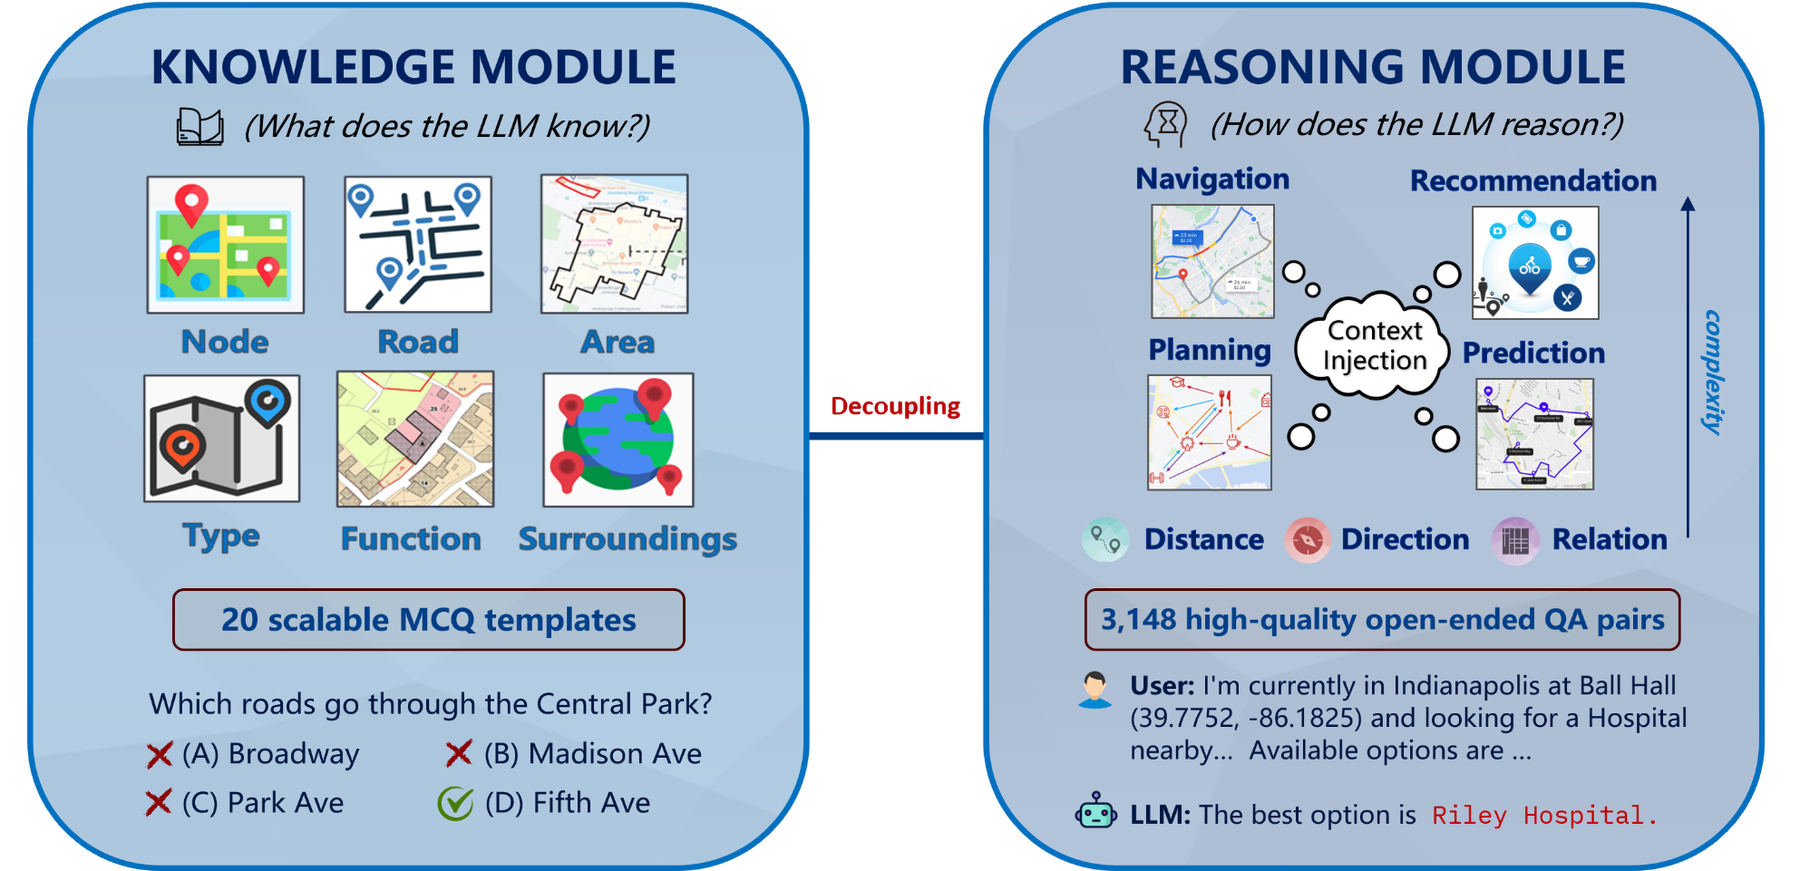 KNOWLEDGE MODULE
(What does the LLM know?)
Node
Road
Area
Type
Function
Surroundings
20 scalable MCQ templates
Which roads go through the Central Park?
(A) Broadway
(B) Madison Ave
(C) Park Ave
(D) Fifth Ave
Decoupling
REASONING MODULE
(How does the LLM reason?)
Navigation
Recommendation
23 min
26 min
Context
Injection
Planning
Prediction
complexity
Distance
Direction
Relation
3,148 high-quality open-ended QA pairs
User: I'm currently in Indianapolis at Ball Hall
(39.7752, -86.1825) and looking for a Hospital
nearby... Available options are ...
LLM: The best option is Riley Hospital.